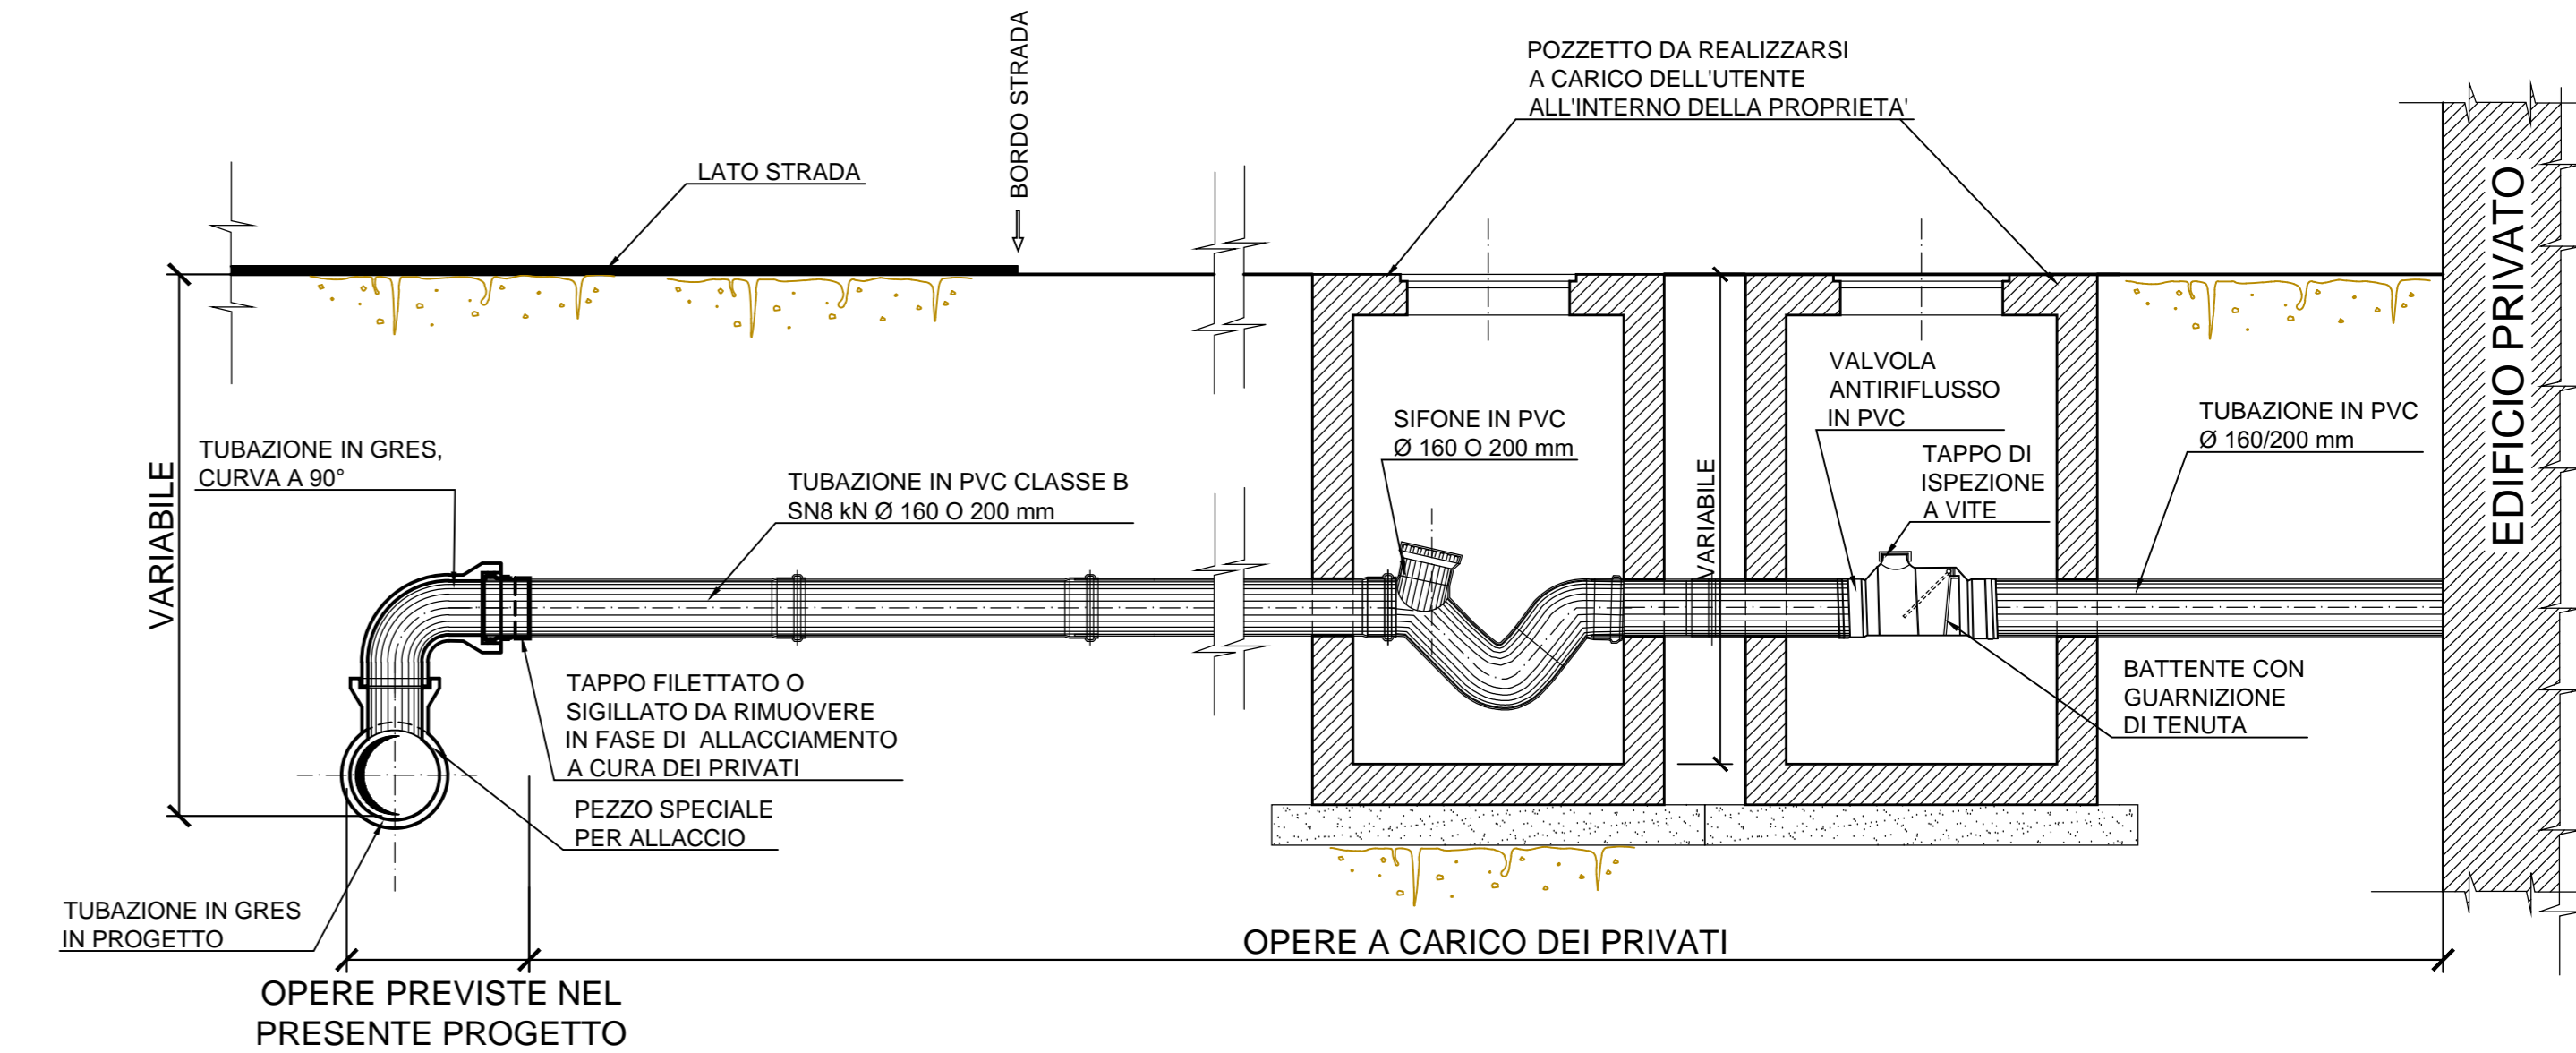 BORDO STRADA
POZZETTO DA REALIZZARSI
A CARICO DELL'UTENTE
ALL'INTERNO DELLA PROPRIETA'
LATO STRADA
EDIFICIO PRIVATO
VALVOLA
ANTIRIFLUSSO
IN PVC
SIFONE IN PVC
Ø 160 O 200 mm
TUBAZIONE IN PVC
Ø 160/200 mm
TUBAZIONE IN GRES,
CURVA A 90°
TAPPO DI
ISPEZIONE
A VITE
VARIABILE
TUBAZIONE IN PVC CLASSE B
SN8 kN Ø 160 O 200 mm
VARIABILE
TAPPO FILETTATO O
SIGILLATO DA RIMUOVERE
IN FASE DI  ALLACCIAMENTO
A CURA DEI PRIVATI
BATTENTE CON
GUARNIZIONE
DI TENUTA
PEZZO SPECIALE
PER ALLACCIO
TUBAZIONE IN GRES
IN PROGETTO
OPERE A CARICO DEI PRIVATI
OPERE PREVISTE NEL
PRESENTE PROGETTO